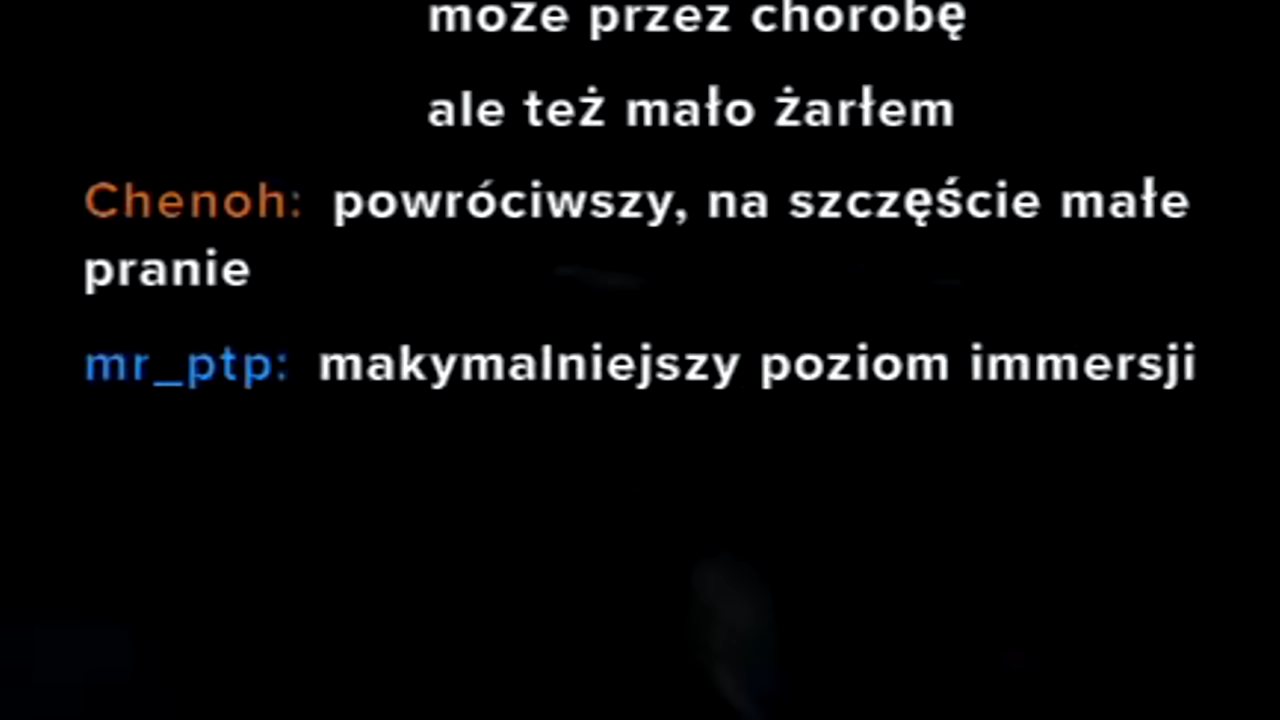 może przez chorobę
ale też mało żarłem
Chenoh: powróciwszy, na szczęście małe
pranie
mr_ptp: makymalniejszy poziom immersji